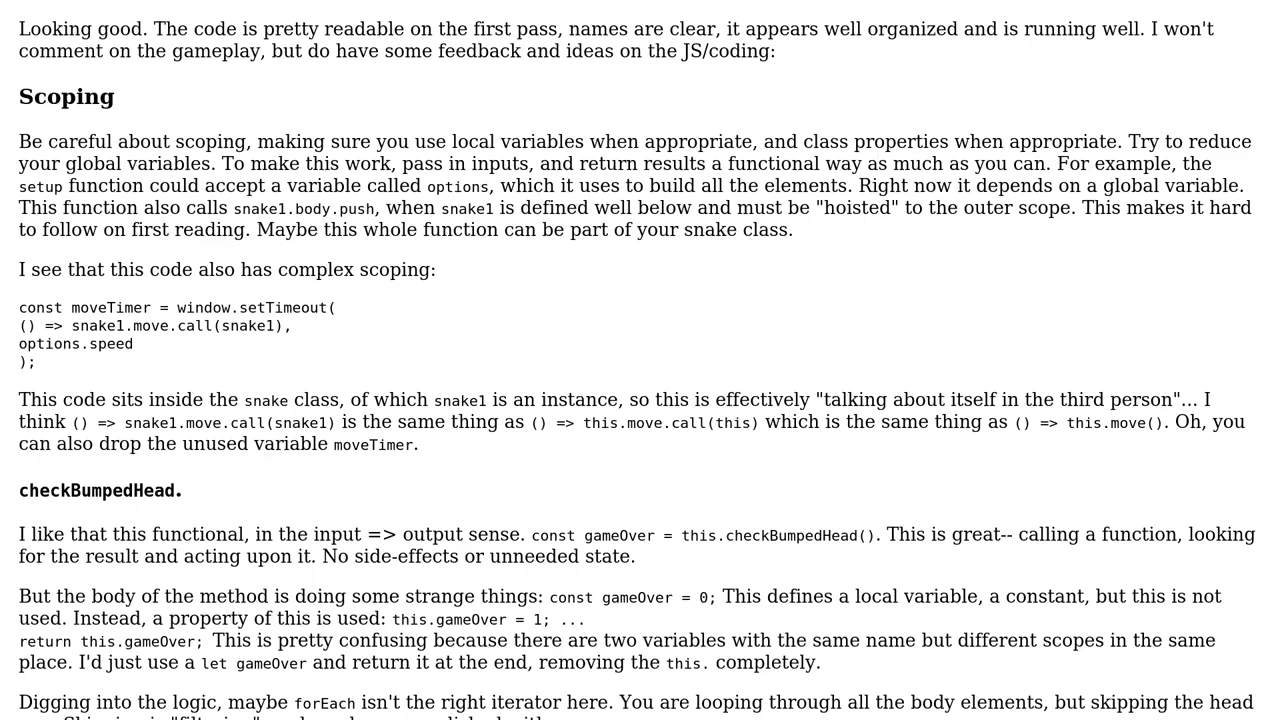 Looking good. The code is pretty readable on the first pass, names are clear, it appears well organized and is running well. I won't
comment on the gameplay, but do have some feedback and ideas on the JS/coding:
Scoping
Be careful about scoping, making sure you use local variables when appropriate, and class properties when appropriate. Try to reduce
your global variables. To make this work, pass in inputs, and return results a functional way as much as you can. For example, the
setup function could accept a variable called options, which it uses to build all the elements. Right now it depends on a global variable.
This function also calls snake1.body.push, when snake1 is defined well below and must be "hoisted" to the outer scope. This makes it hard
to follow on first reading. Maybe this whole function can be part of your snake class.
I see that this code also has complex scoping:
const moveTimer = window.setTimeout(
() => snake1.move.call(snake1),
options.speed
);
This code sits inside the snake class, of which snake1 is an instance, so this is effectively "talking about itself in the third person"... I
think () => snake1.move.call(snake1) is the same thing as () => this.move.call(this) which is the same thing as () => this.move(). Oh, you
can also drop the unused variable moveTimer.
checkBumpedHead.
I like that this functional, in the input => output sense. const gameOver = this.checkBumpedHead(). This is great-- calling a function, looking
for the result and acting upon it. No side-effects or unneeded state.
But the body of the method is doing some strange things: const gameOver = 0; This defines a local variable, a constant, but this is not
used. Instead, a property of this is used: this.gameOver = 1; ...
return this.gameOver; This is pretty confusing because there are two variables with the same name but different scopes in the same
place. I'd just use a let gameOver and return it at the end, removing the this. completely.
Digging into the logic, maybe forEach isn't the right iterator here. You are looping through all the body elements, but skipping the head